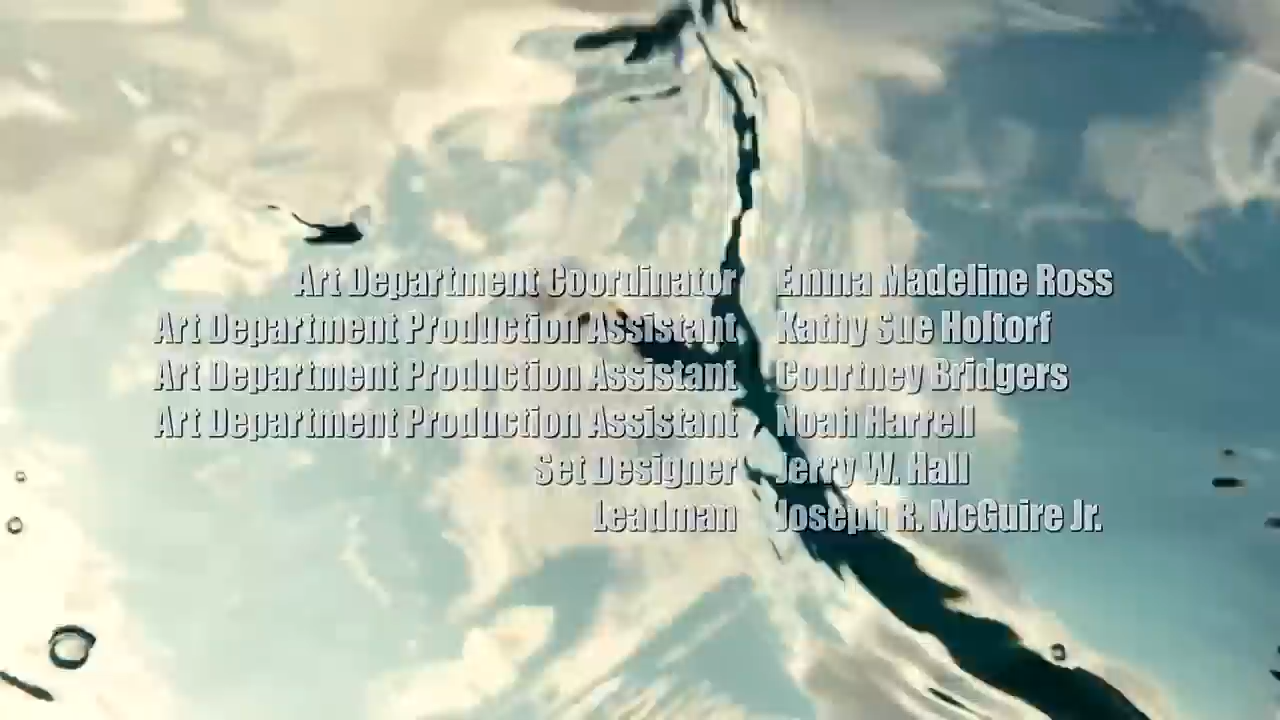 Art Department Coordinator Emma Madeline Ross
Art Department Production Assistant Kathy Sue Holtorf
Art Department Production Assistant Courtney Bridgers
Art Department Production Assistant Noah Harrell
Set Designer Jerry W. Hall
Leadman Joseph R. McGuire Jr.